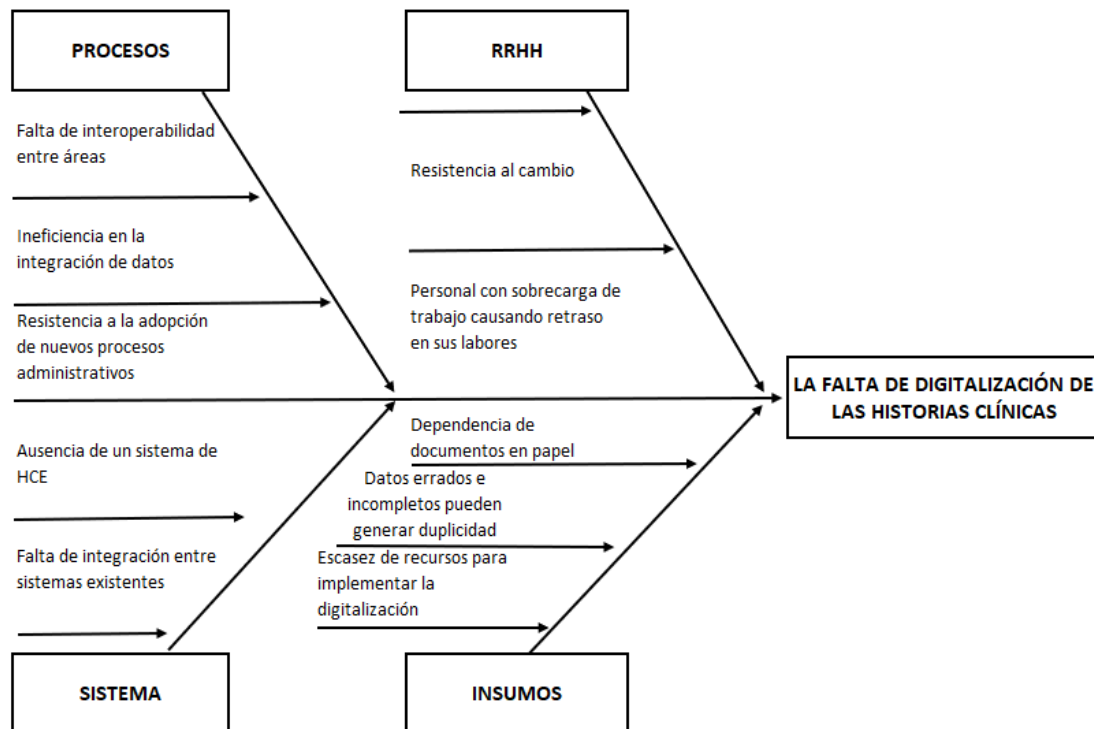 PROCESOS
RRHH
Falta de interoperabilidad
entre áreas
Ineficiencia en la
integración de datos
Resistencia a la adopción
de nuevos procesos
administrativos
Resistencia al cambio
Personal con sobrecarga de
trabajo causando retraso
en sus labores
LA FALTA DE DIGITALIZACIÓN DE
LAS HISTORIAS CLÍNICAS
Ausencia de un sistema de
HCE
Falta de integración entre
sistemas existentes
Dependencia de
documentos en papel
Datos errados e
incompletos pueden
generar duplicidad
Escasez de recursos para
implementar la
digitalización
SISTEMA
INSUMOS